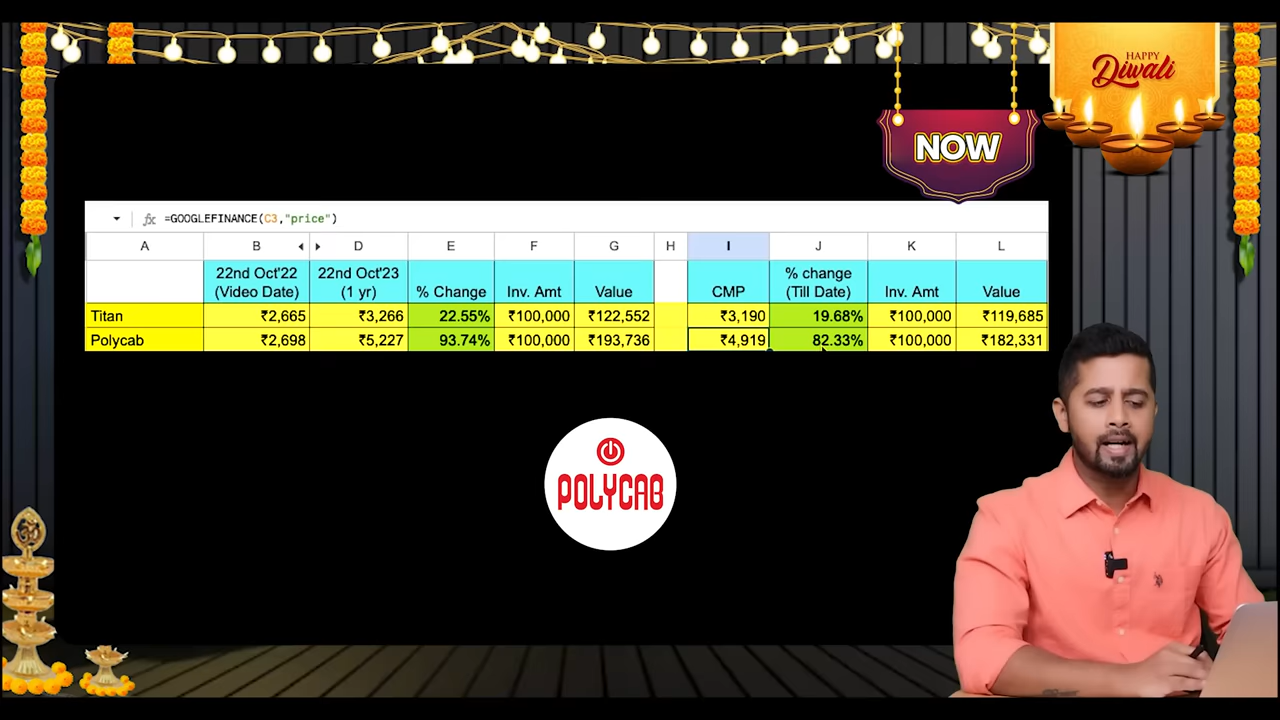 HAPPY
Diwali
NOW
fx =GOOGLEFINANCE(C3,"price")
A B D E F G H I J K L
22nd Oct'22 (Video Date) 22nd Oct'23 (1 yr) % Change Inv. Amt Value CMP % change (Till Date) Inv. Amt Value
Titan ₹2,665 ₹3,266 22.55% ₹100,000 ₹122,552 ₹3,190 19.68% ₹100,000 ₹119,685
Polycab ₹2,698 ₹5,227 93.74% ₹100,000 ₹193,736 ₹4,919 82.33% ₹100,000 ₹182,331
POLYCAB